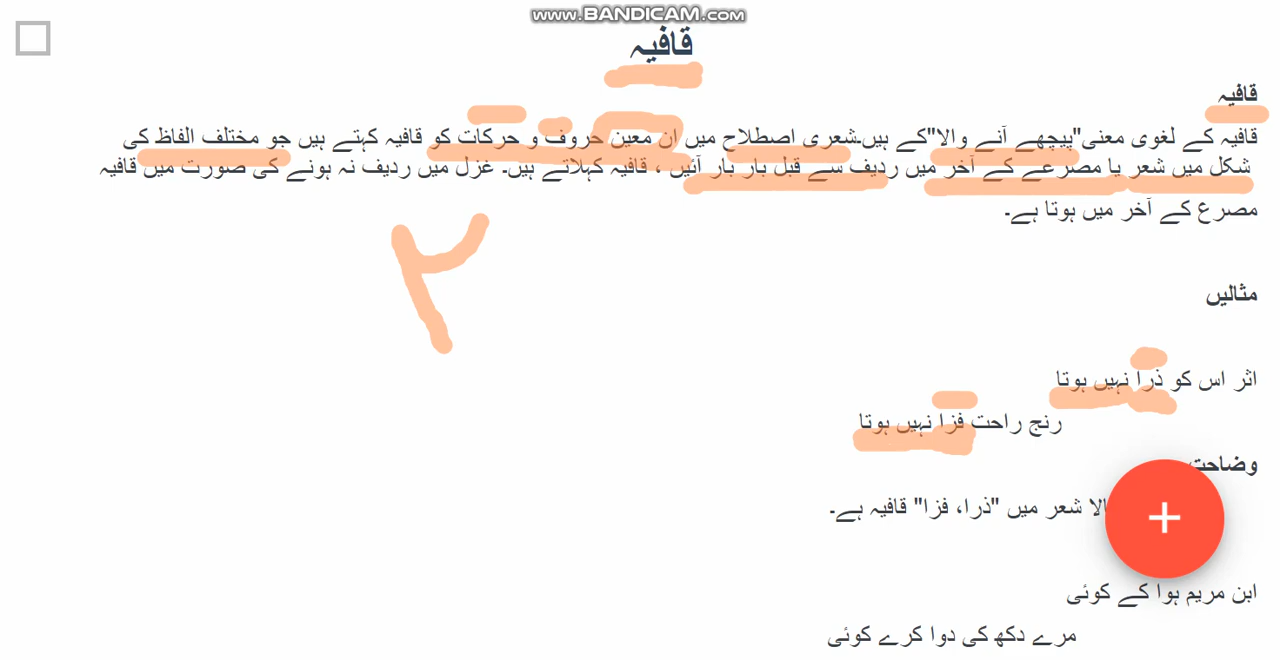 www.BANDICAM.com
قافیہ
قافیہ
قافیہ کے لغوی معنی"پیچھے آنے والا"کے ہیں۔شعری اصطلاح میں ان معین حروف و حرکات کو قافیہ کہتے ہیں جو مختلف الفاظ کی
شکل میں شعر یا مصرعے کے آخر میں ردیف سے قبل بار بار آئیں ، قافیہ کہلاتے ہیں۔ غزل میں ردیف نہ ہونے کی صورت میں قافیہ
مصرع کے آخر میں ہوتا ہے۔
مثالیں
اثر اس کو ذرا نہیں ہوتا
رنج راحت فزا نہیں ہوتا
وضاحت
شعر میں "ذرا، فزا" قافیہ ہے۔
ابن مریم ہوا کے کوئی
مرے دکھ کی دوا کرے کوئی